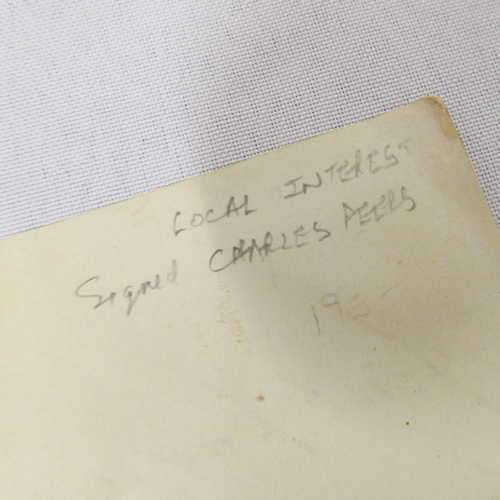 LOCAL INTEREST
Signed CHARLES PEERS